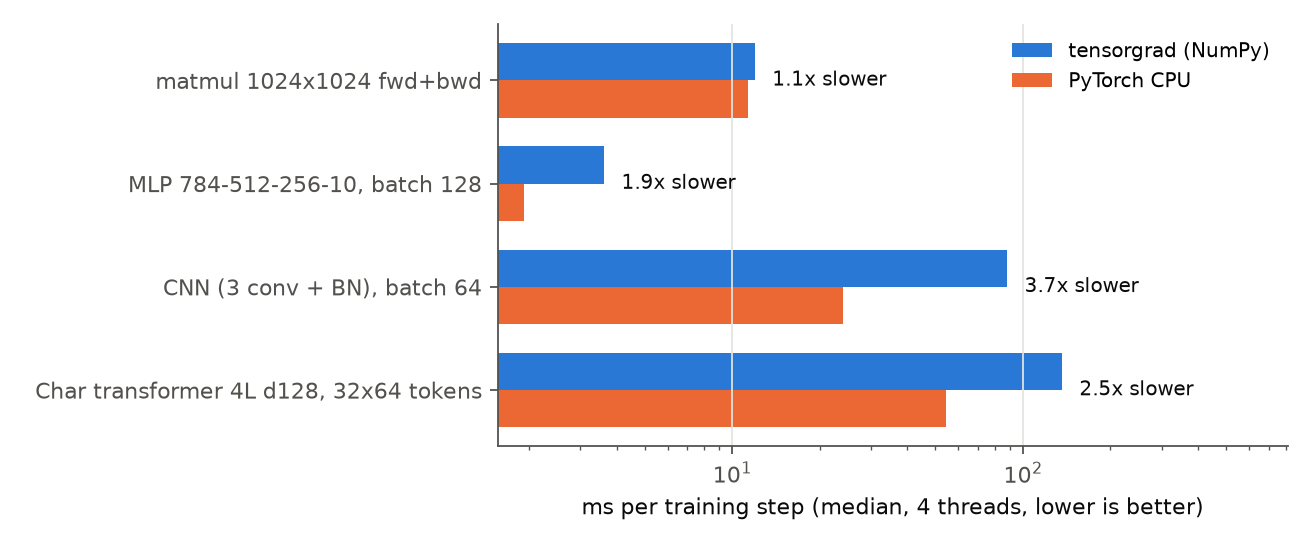 tensorgrad (NumPy)
PyTorch CPU
matmul 1024x1024 fwd+bwd
1.1x slower
MLP 784-512-256-10, batch 128
1.9x slower
CNN (3 conv + BN), batch 64
3.7x slower
Char transformer 4L d128, 32x64 tokens
2.5x slower
10¹ 10²
ms per training step (median, 4 threads, lower is better)